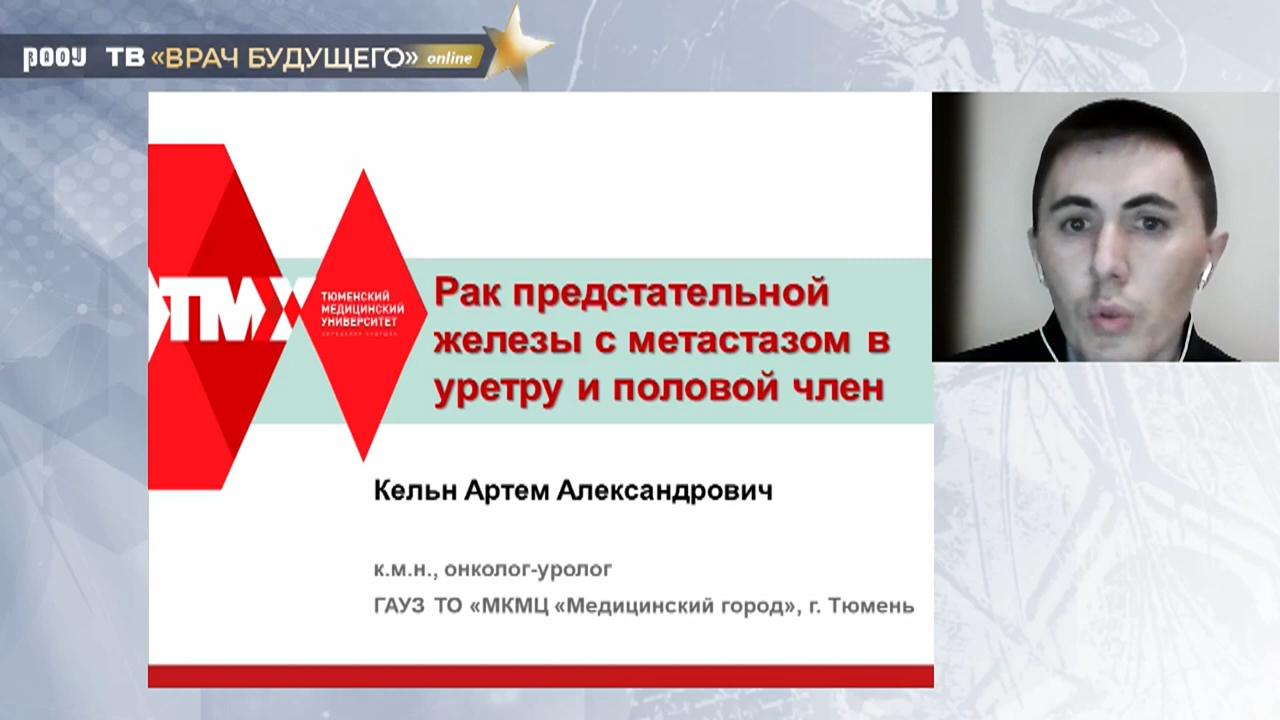 РООУ ТВ «ВРАЧ БУДУЩЕГО» online
ТМУ
ТЮМЕНСКИЙ
МЕДИЦИНСКИЙ
УНИВЕРСИТЕТ
Рак предстательной
железы с метастазом в
уретру и половой член
Кельн Артем Александрович
к.м.н., онколог-уролог
ГАУЗ ТО «МКМЦ «Медицинский город», г. Тюмень